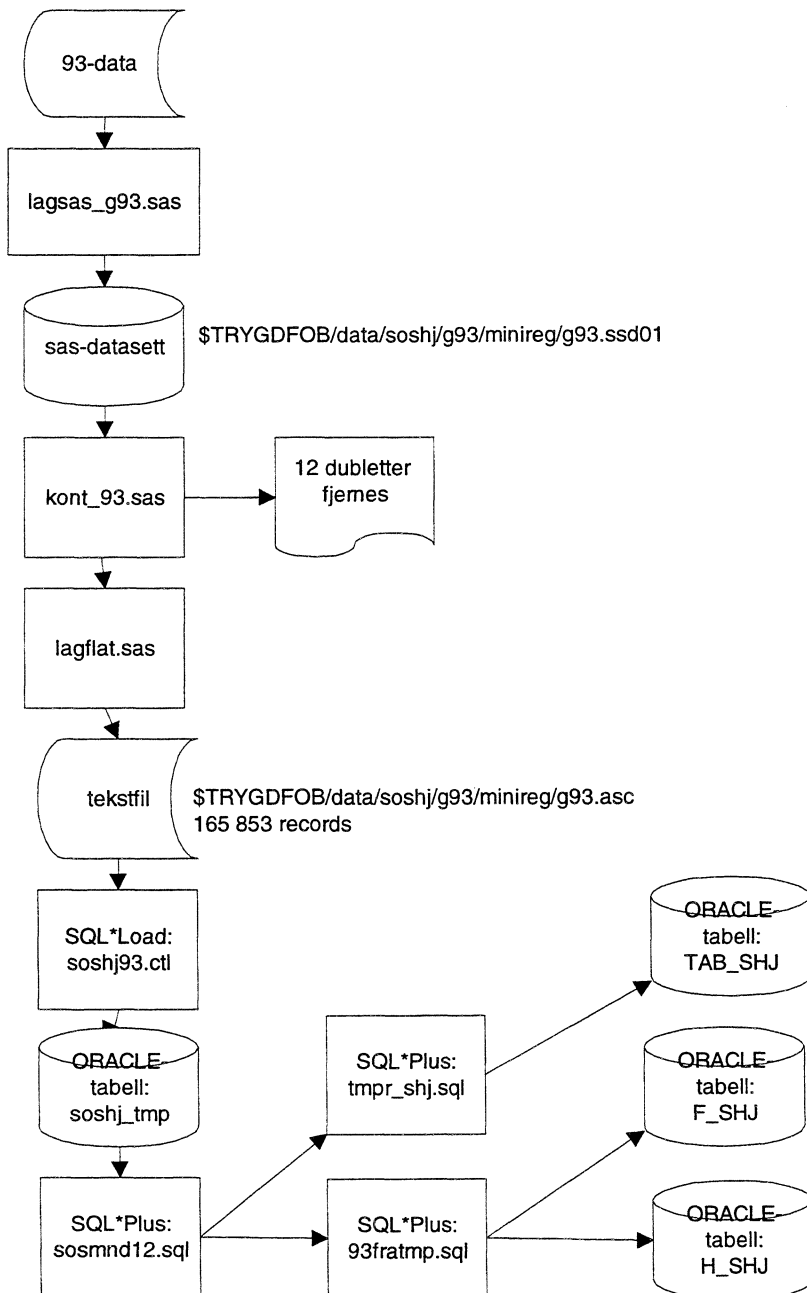 93-data
lagsas_g93.sas
sas-datasett
$TRYGDFOB/data/soshj/g93/minireg/g93.ssd01
kont_93.sas
12 dubletter
fjernes
lagflat.sas
tekstfil
$TRYGDFOB/data/soshj/g93/minireg/g93.asc
165 853 records
SQL*Load:
soshj93.ctl
ORACLE-
tabell:
TAB_SHJ
ORACLE-
tabell:
soshj_tmp
SQL*Plus:
tmpr_shj.sql
ORACLE-
tabell:
F_SHJ
SQL*Plus:
sosmnd12.sql
SQL*Plus:
93fratmp.sql
ORACLE-
tabell:
H_SHJ